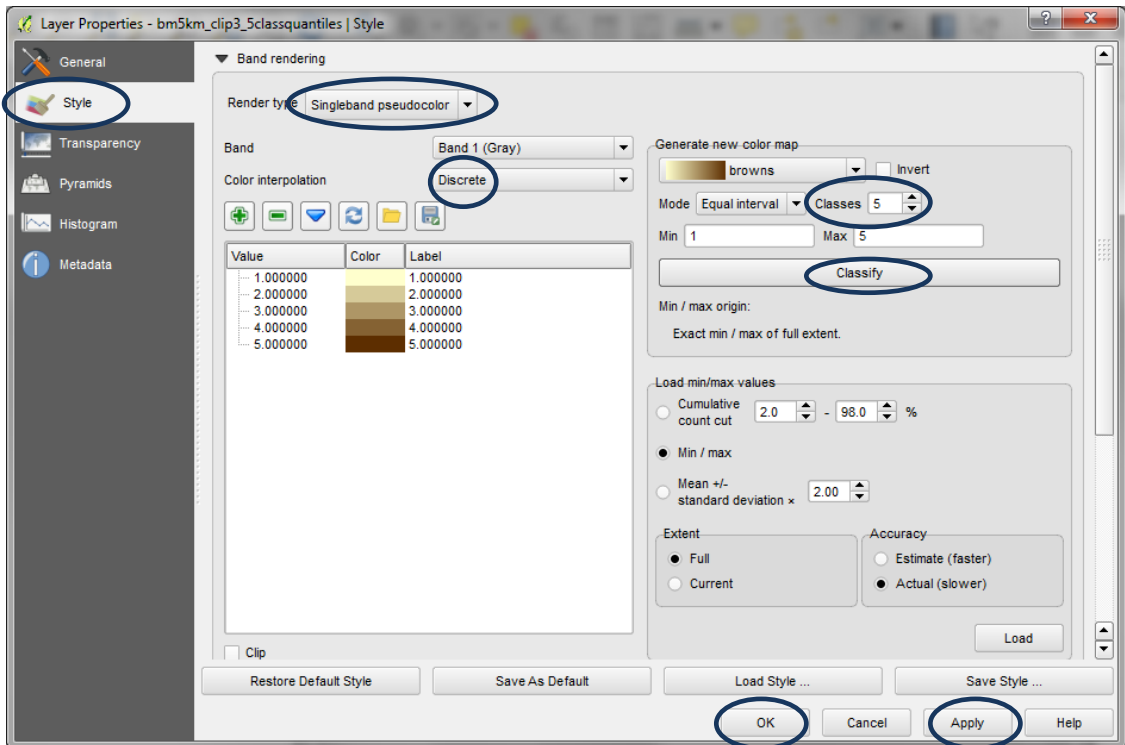 Layer Properties - bm5km_clip3_5classquantiles | Style
?
X
General
Style
Transparency
Pyramids
Histogram
Metadata
Band rendering
Render type Singleband pseudocolor
Band Band 1 (Gray)
Color interpolation Discrete
Value Color Label
1.000000 1.000000
2.000000 2.000000
3.000000 3.000000
4.000000 4.000000
5.000000 5.000000
Clip
Generate new color map
browns Invert
Mode Equal interval Classes 5
Min 1 Max 5
Classify
Min / max origin:
Exact min / max of full extent.
Load min/max values
Cumulative
count cut 2.0 - 98.0 %
Min / max
Mean +/-
standard deviation × 2.00
Extent
Full
Current
Accuracy
Estimate (faster)
Actual (slower)
Load
Restore Default Style Save As Default Load Style ... Save Style ...
OK Cancel Apply Help